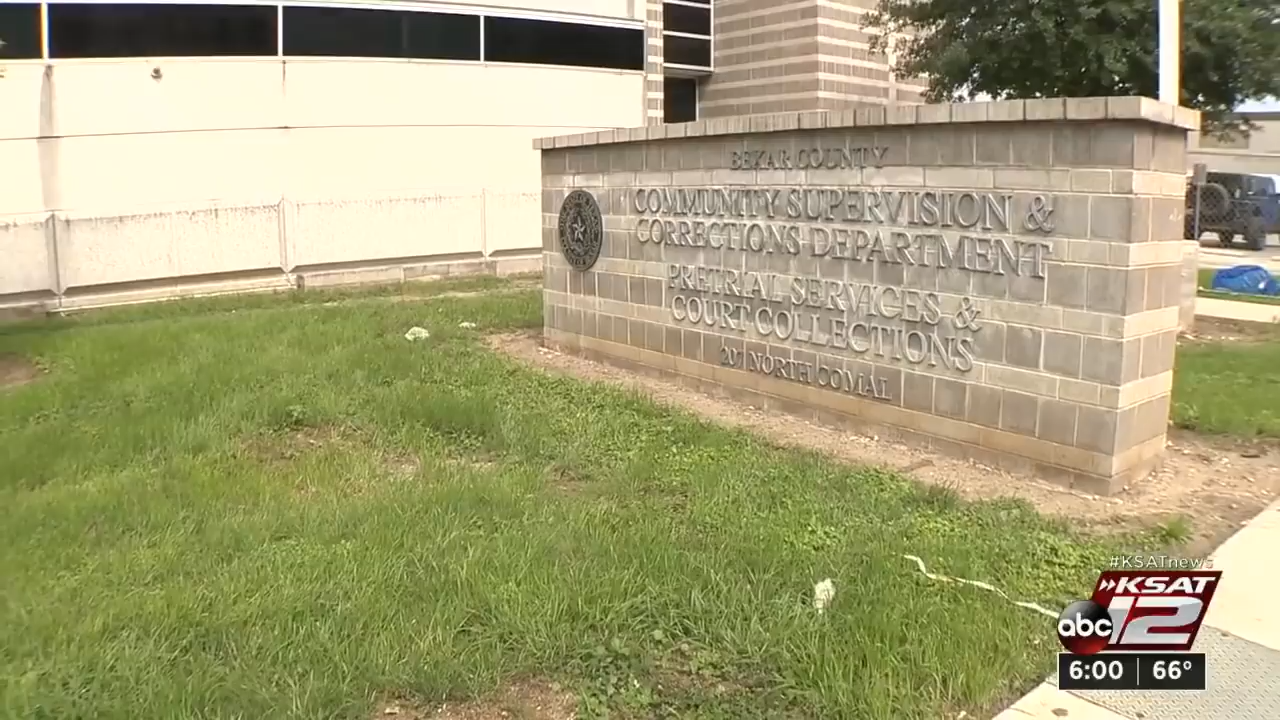 BEXAR COUNTY
COMMUNITY SUPERVISION &
CORRECTIONS DEPARTMENT
PRETRIAL SERVICES &
COURT COLLECTIONS
207 NORTH COMAL
#KSATnews
KSAT
abc 12
6:00 66°